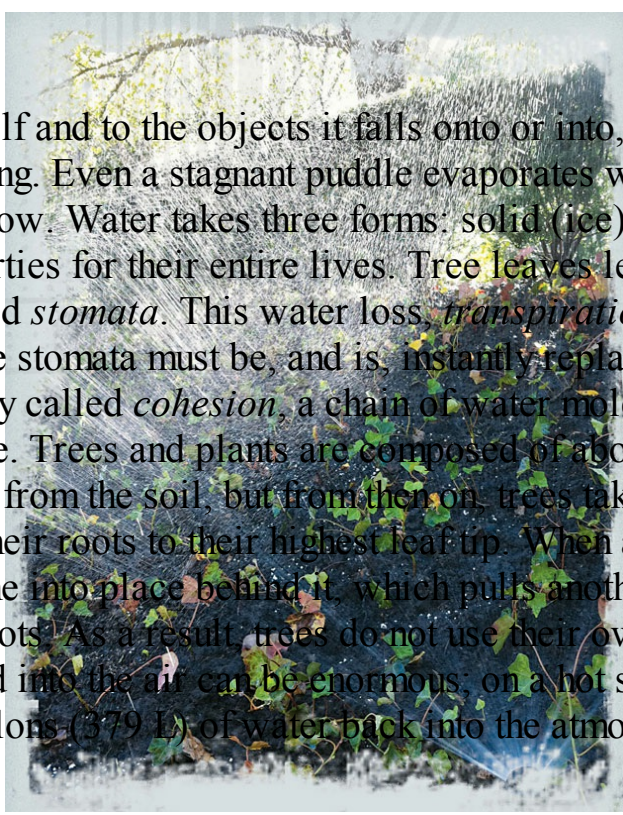 lf and to the objects it falls onto or into,
ng. Even a stagnant puddle evaporates w
ow. Water takes three forms: solid (ice)
rties for their entire lives. Tree leaves le
d stomata. This water loss, transpirati
e stomata must be, and is, instantly repla
y called cohesion, a chain of water mol
e. Trees and plants are composed of abo
from the soil, but from then on, trees tak
heir roots to their highest leaf tip. When a
ne into place behind it, which pulls anoth
ots. As a result, trees do not use their ov
d into the air can be enormous; on a hot s
lons (379 L) of water back into the atmo